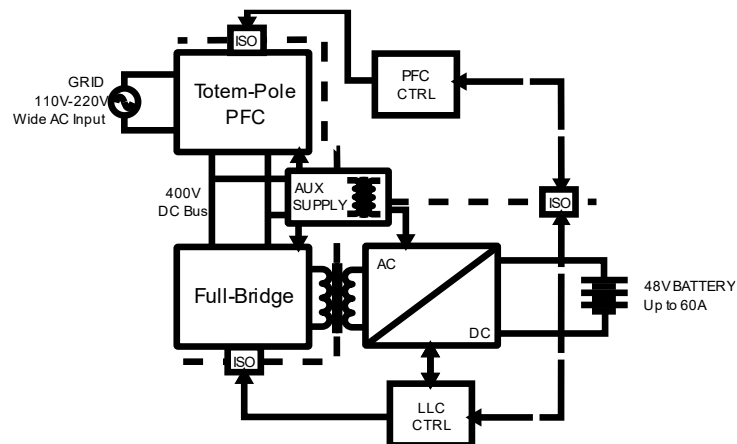 ISO
GRID
110V-220V
Wide AC Input
Totem-Pole
PFC
PFC
CTRL
400V
DC Bus
AUX
SUPPLY
ISO
Full-Bridge
AC
DC
48V BATTERY
Up to 60A
ISO
LLC
CTRL